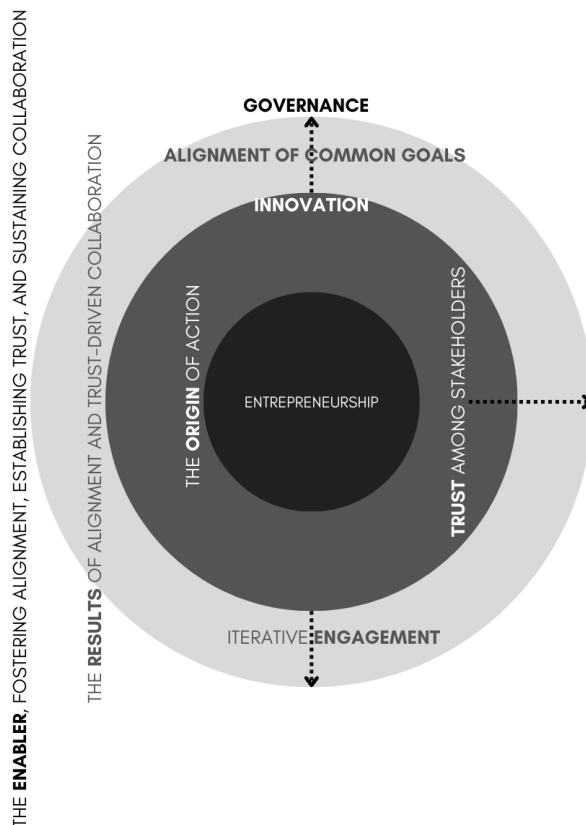 THE ENABLER, FOSTERING ALIGNMENT, ESTABLISHING TRUST, AND SUSTAINING COLLABORATION
THE RESULTS OF ALIGNMENT AND TRUST-DRIVEN COLLABORATION
GOVERNANCE
ALIGNMENT OF COMMON GOALS
INNOVATION
THE ORIGIN OF ACTION
ENTREPRENEURSHIP
TRUST AMONG STAKEHOLDERS
ITERATIVE ENGAGEMENT